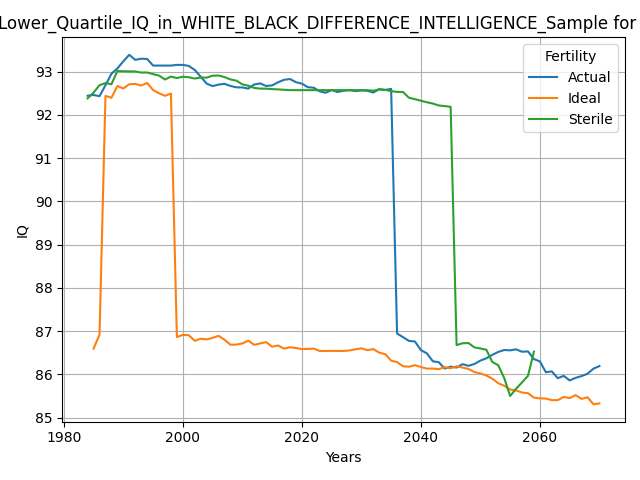 Lower_Quartile_IQ_in_WHITE_BLACK_DIFFERENCE_INTELLIGENCE_Sample for
Fertility
Actual
Ideal
Sterile
IQ
93
92
91
90
89
88
87
86
85
1980
2000
2020
2040
2060
Years